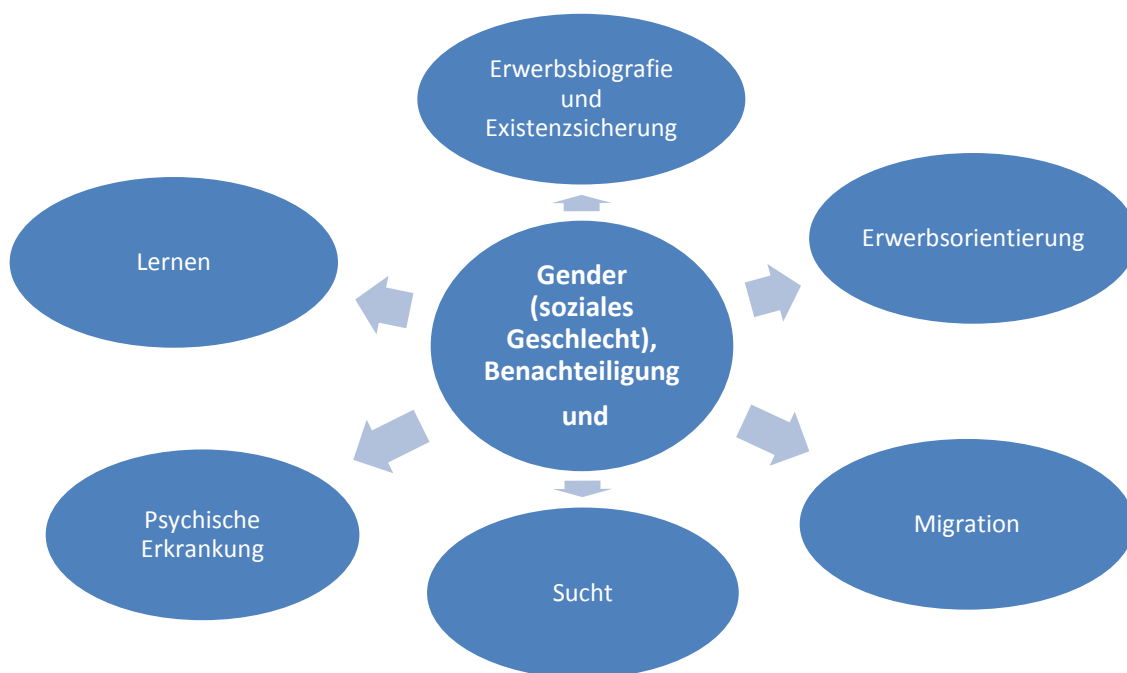 Erwerbsbiografie
und
Existenzsicherung
Erwerbsorientierung
Lernen
Gender
(soziales
Geschlecht),
Benachteiligung
und
Migration
Psychische
Erkrankung
Sucht